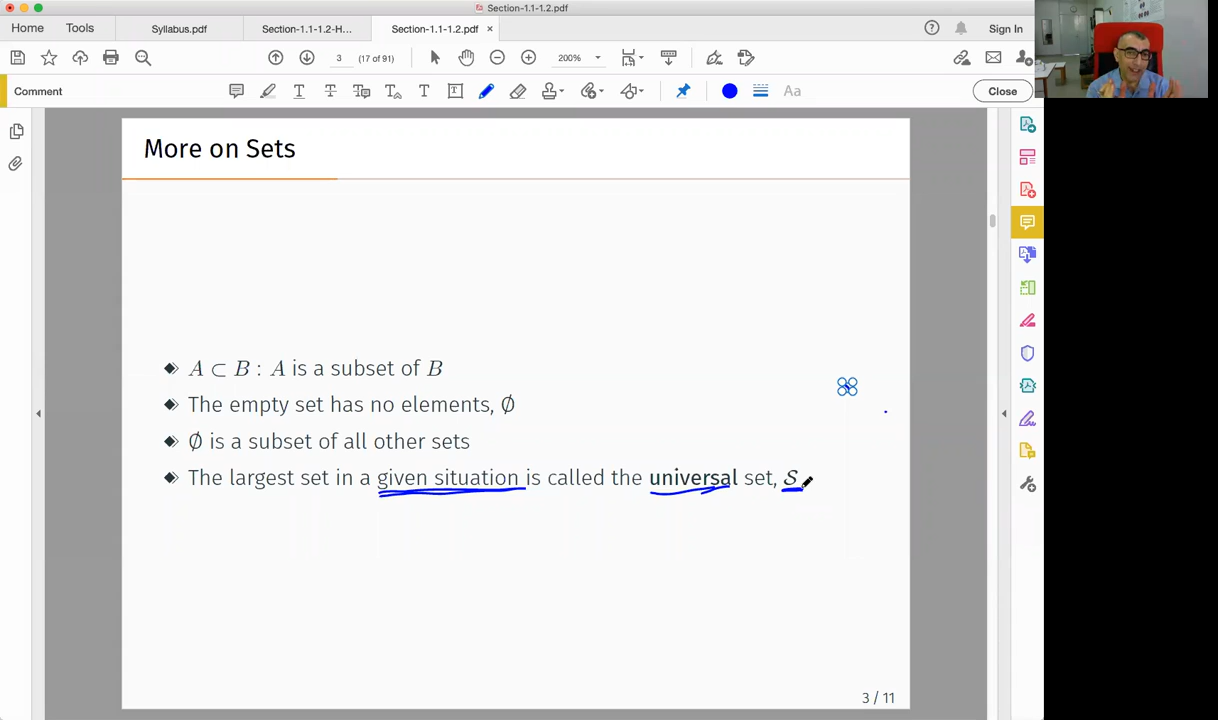 Section-1.1-1.2.pdf
Home Tools Syllabus.pdf Section-1.1-1.2-H... Section-1.1-1.2.pdf × ? Sign In
3 (17 of 91) 200%
Comment Aa Close
More on Sets
A ⊂ B : A is a subset of B
The empty set has no elements, ∅
∅ is a subset of all other sets
The largest set in a given situation is called the universal set, 𝒮
3 / 11